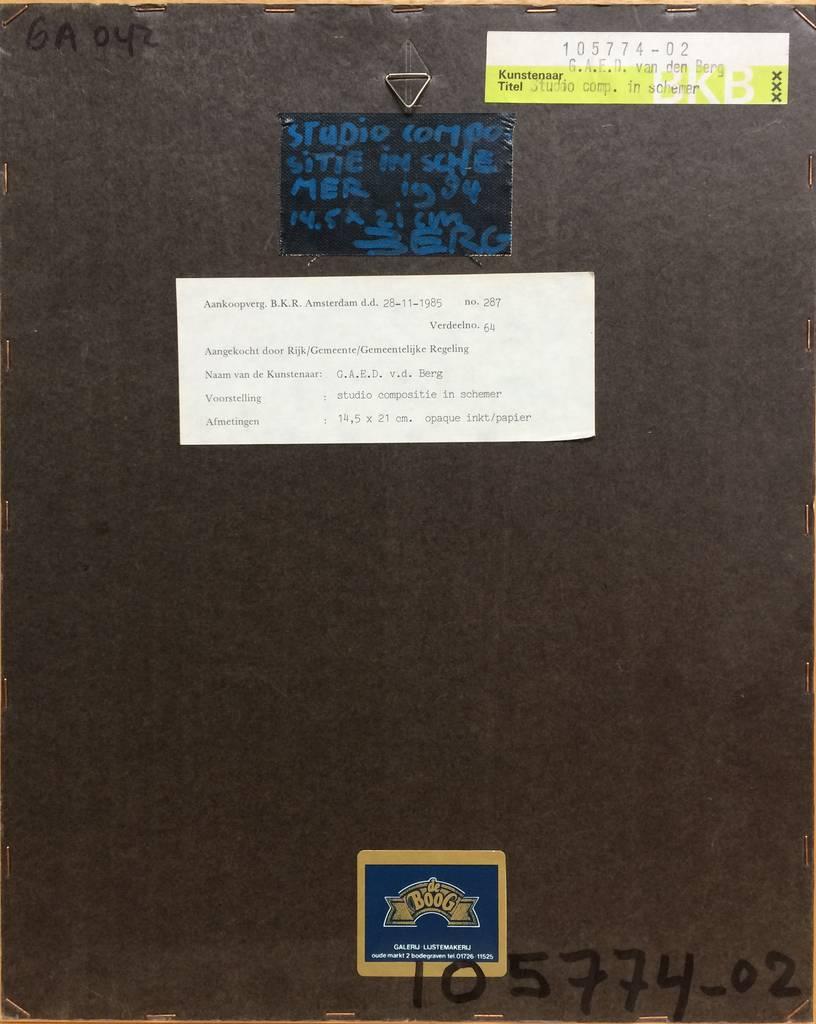 GA 042
105774-02
G.A.E.D. van den Berg
Kunstenaar
Titel studio comp. in schemer
BKB
XXX
STUDIO COMPO
SITIE IN SCHE
MER 1984
14.5 x 21 CM
BERG
Aankoopverg. B.K.R. Amsterdam d.d. 28-11-1985 no. 287
Verdeelno. 64
Aangekocht door Rijk/Gemeente/Gemeentelijke Regeling
Naam van de Kunstenaar: G.A.E.D. v.d. Berg
Voorstelling : studio compositie in schemer
Afmetingen : 14,5 x 21 cm. opaque inkt/papier
de
BOOG
GALERIJ LIJSTEMAKERIJ
oude markt 2 bodegraven tel.01726-11525
105774-02